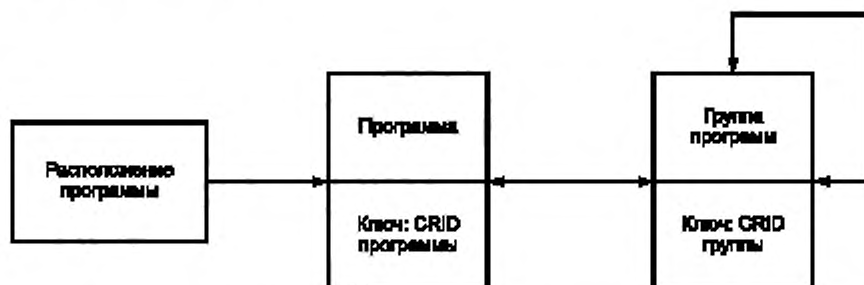 Расположение
программы
Программа
Ключ: CRID
программы
Группа
программ
Ключ: CRID
группы